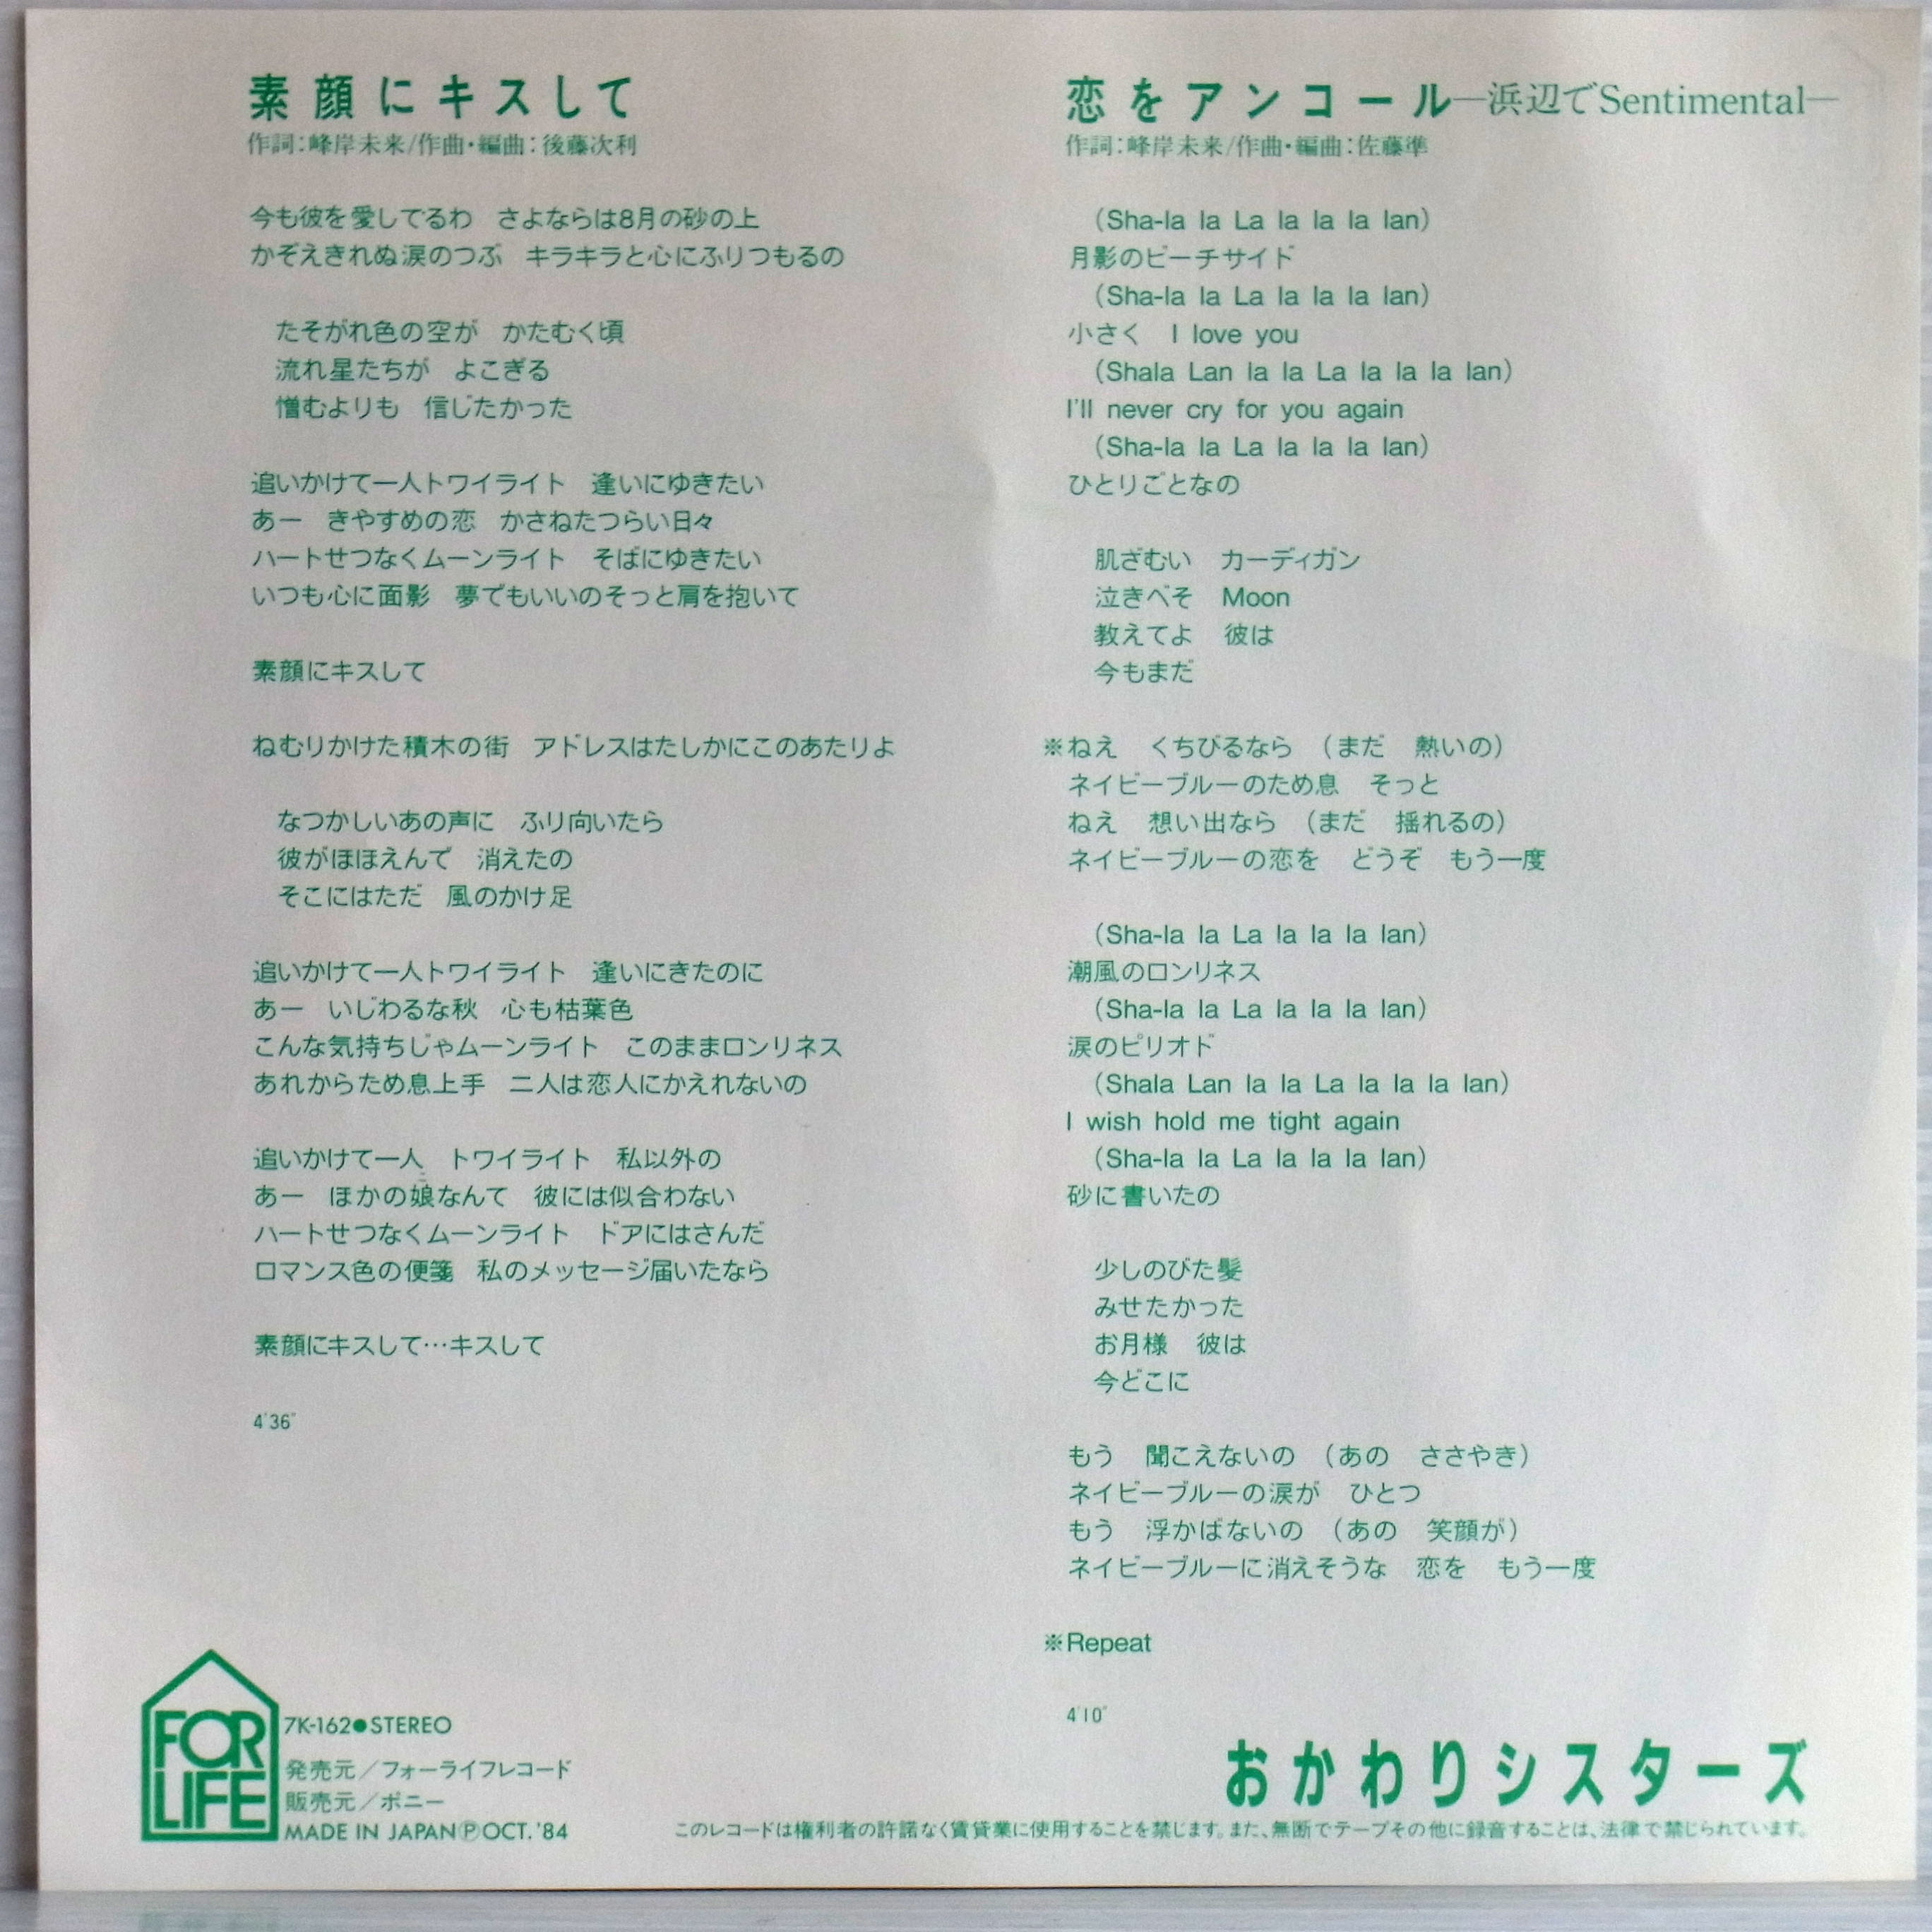 素顔にキスして
作詞:峰岸未来/作曲・編曲:後藤次利
今も彼を愛してるわ　さよならは8月の砂の上
かぞえきれぬ涙のつぶ　キラキラと心にふりつもるの
たそがれ色の空が　かたむく頃
流れ星たちが　よこぎる
憎むよりも　信じたかった
追いかけて一人トワイライト　逢いにゆきたい
あー　きやすめの恋　かさねたつらい日々
ハートせつなくムーンライト　そばにゆきたい
いつも心に面影　夢でもいいのそっと肩を抱いて
素顔にキスして
ねむりかけた積木の街　アドレスはたしかにこのあたりよ
なつかしいあの声に　ふり向いたら
彼がほほえんで　消えたの
そこにはただ　風のかけ足
追いかけて一人トワイライト　逢いにきたのに
あー　いじわるな秋　心も枯葉色
こんな気持ちじゃムーンライト　このままロンリネス
あれからため息上手　二人は恋人にかえれないの
追いかけて一人　トワイライト　私以外の
あー　ほかの娘なんて　彼には似合わない
ハートせつなくムーンライト　ドアにはさんだ
ロマンス色の便箋　私のメッセージ届いたなら
素顔にキスして…キスして
4'36"
恋をアンコール—浜辺でSentimental—
作詞:峰岸未来/作曲・編曲:佐藤準
(Sha-la la La la la la lan)
月影のビーチサイド
(Sha-la la La la la la lan)
小さく　I love you
(Shala Lan la la La la la la lan)
I'll never cry for you again
(Sha-la la La la la la lan)
ひとりごとなの
肌ざむい　カーディガン
泣きべそ　Moon
教えてよ　彼は
今もまだ
※ねえ　くちびるなら　(まだ　熱いの)
ネイビーブルーのため息　そっと
ねえ　想い出なら　(まだ　揺れるの)
ネイビーブルーの恋を　どうぞ　もう一度
(Sha-la la La la la la lan)
潮風のロンリネス
(Sha-la la La la la la lan)
涙のピリオド
(Shala Lan la la La la la la lan)
I wish hold me tight again
(Sha-la la La la la la lan)
砂に書いたの
少しのびた髪
みせたかった
お月様　彼は
今どこに
もう　聞こえないの　(あの　ささやき)
ネイビーブルーの涙が　ひとつ
もう　浮かばないの　(あの　笑顔が)
ネイビーブルーに消えそうな　恋を　もう一度
※Repeat
4'10"
おかわりシスターズ
FOR LIFE
7K-162●STEREO
発売元／フォーライフレコード
販売元／ポニー
MADE IN JAPANⓅOCT.'84
このレコードは権利者の許諾なく賃貸業に使用することを禁じます。また、無断でテープその他に録音することは、法律で禁じられています。